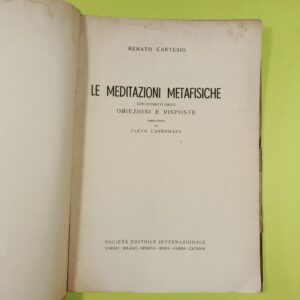 RENATO CARTESIO
LE MEDITAZIONI METAFISICHE
CON ESTRATTI DALLE
OBIEZIONI E RISPOSTE
TRADUZIONE
DI
CLETO CARBONARA
SOCIETÀ EDITRICE INTERNAZIONALE
TORINO - MILANO - GENOVA - ROMA - PARMA - CATANIA